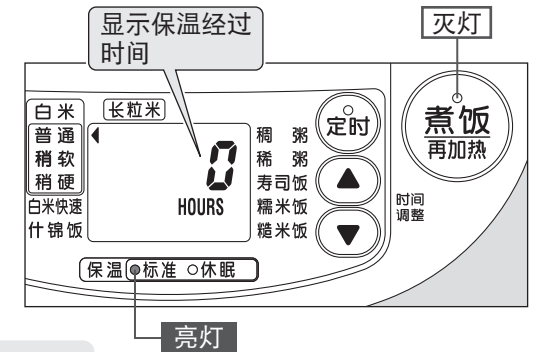 显示保温经过
时间
灭灯
白米
长粒米
普通
稍软
稍硬
白米快速
什锦饭
0
HOURS
稠 粥
稀 粥
寿司饭
糯米饭
糙米饭
定时
煮饭
再加热
时间
调整
保温 标准 休眠
亮灯